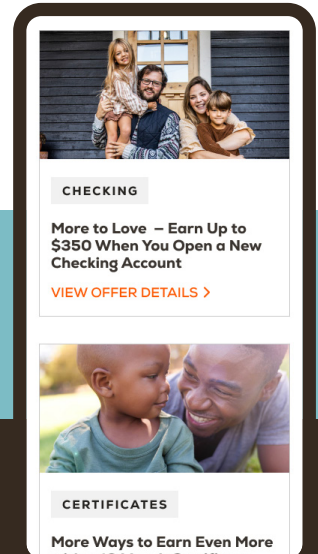 CHECKING
More to Love – Earn Up to
$350 When You Open a New
Checking Account
VIEW OFFER DETAILS >
CERTIFICATES
More Ways to Earn Even More